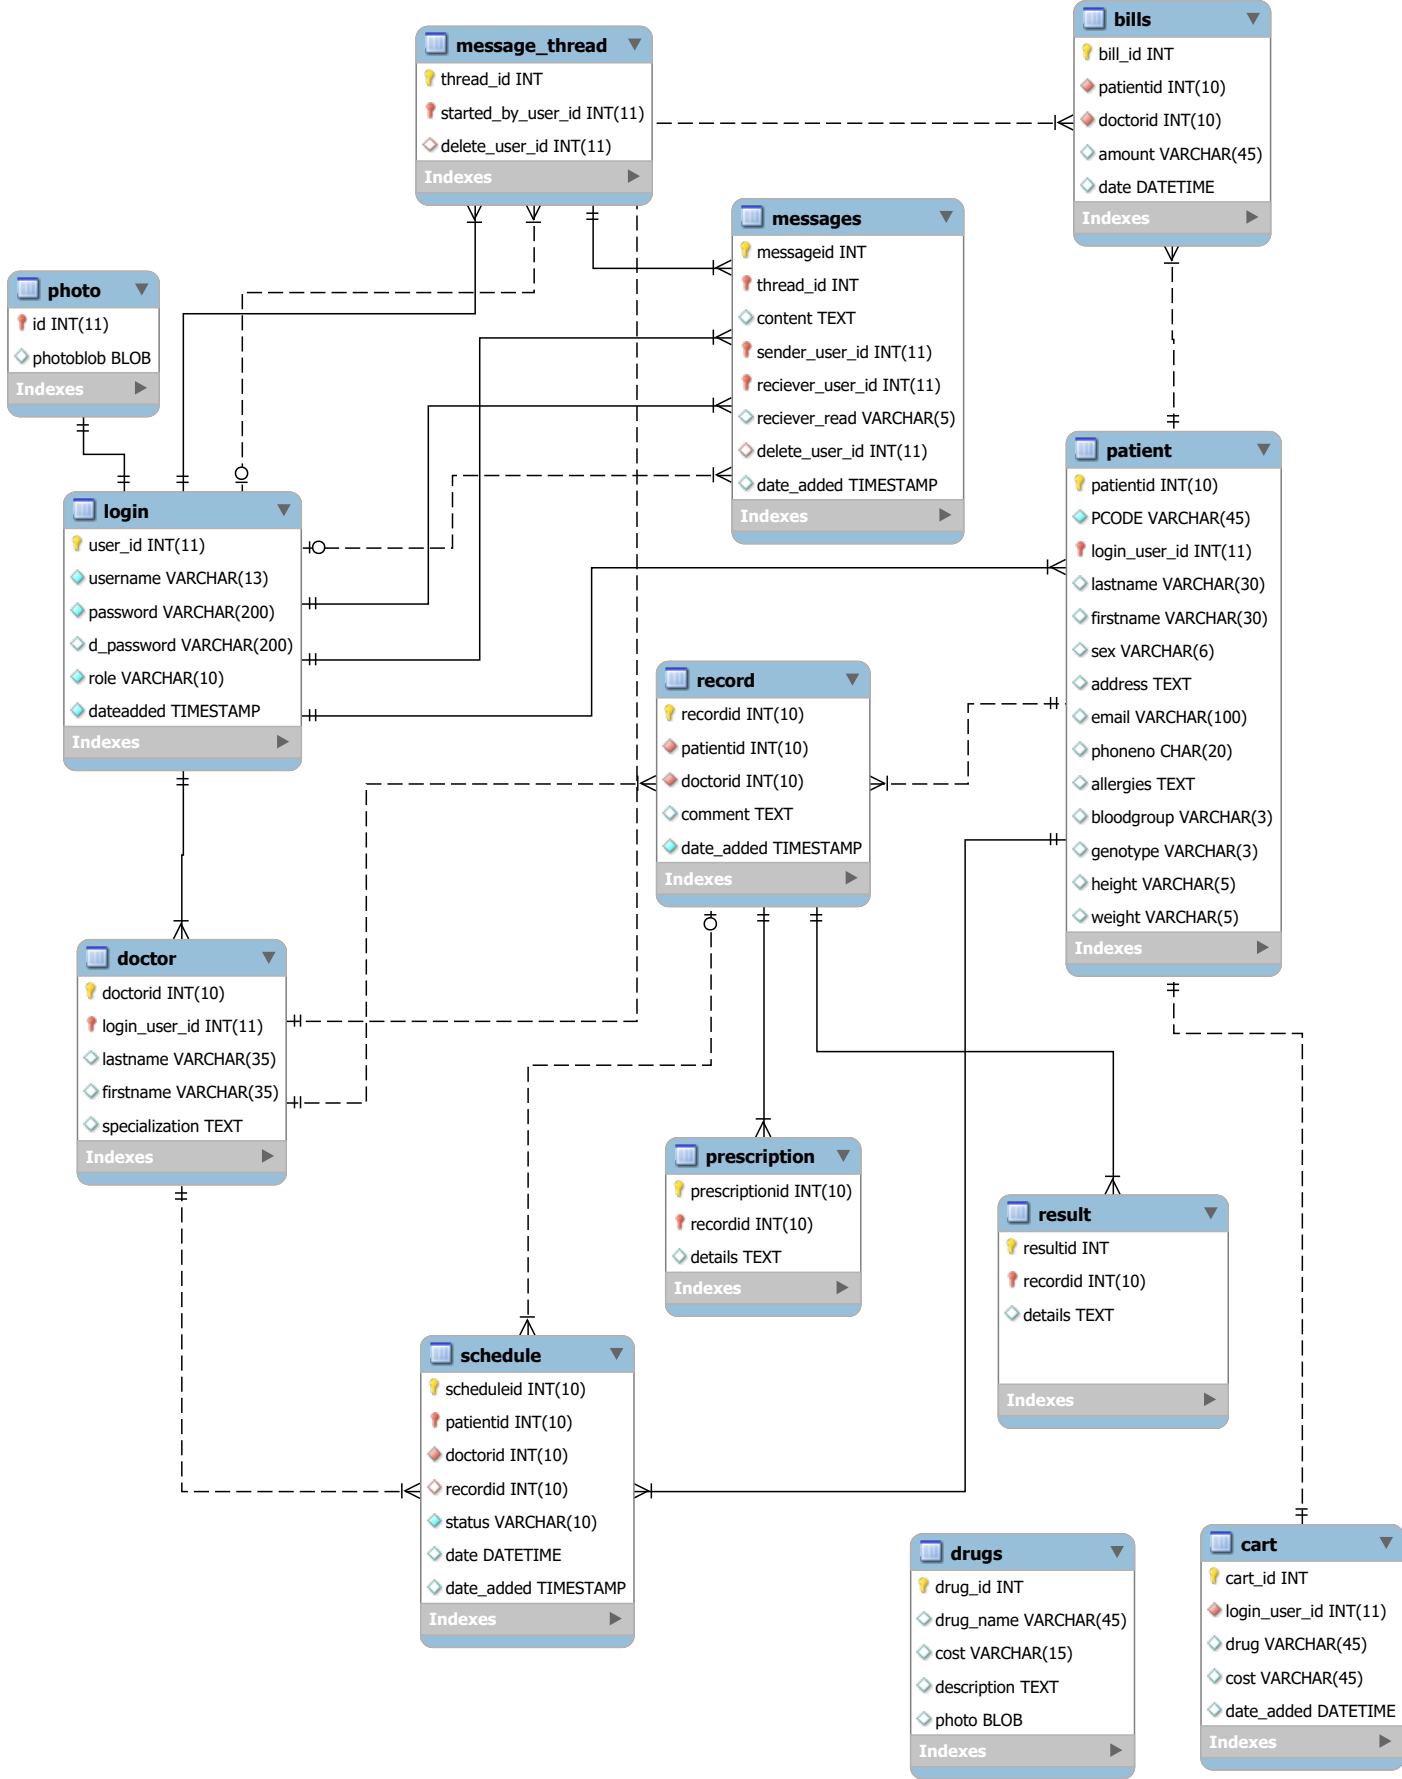 message_thread
thread_id INT
started_by_user_id INT(11)
delete_user_id INT(11)
Indexes
bills
bill_id INT
patientid INT(10)
doctorid INT(10)
amount VARCHAR(45)
date DATETIME
Indexes
messages
messageid INT
thread_id INT
content TEXT
sender_user_id INT(11)
reciever_user_id INT(11)
reciever_read VARCHAR(5)
delete_user_id INT(11)
date_added TIMESTAMP
Indexes
photo
id INT(11)
photoblob BLOB
Indexes
login
user_id INT(11)
username VARCHAR(13)
password VARCHAR(200)
d_password VARCHAR(200)
role VARCHAR(10)
dateadded TIMESTAMP
Indexes
patient
patientid INT(10)
PCODE VARCHAR(45)
login_user_id INT(11)
lastname VARCHAR(30)
firstname VARCHAR(30)
sex VARCHAR(6)
address TEXT
email VARCHAR(100)
phoneno CHAR(20)
allergies TEXT
bloodgroup VARCHAR(3)
genotype VARCHAR(3)
height VARCHAR(5)
weight VARCHAR(5)
Indexes
record
recordid INT(10)
patientid INT(10)
doctorid INT(10)
comment TEXT
date_added TIMESTAMP
Indexes
doctor
doctorid INT(10)
login_user_id INT(11)
lastname VARCHAR(35)
firstname VARCHAR(35)
specialization TEXT
Indexes
prescription
prescriptionid INT(10)
recordid INT(10)
details TEXT
Indexes
result
resultid INT
recordid INT(10)
details TEXT
Indexes
schedule
scheduleid INT(10)
patientid INT(10)
doctorid INT(10)
recordid INT(10)
status VARCHAR(10)
date DATETIME
date_added TIMESTAMP
Indexes
drugs
drug_id INT
drug_name VARCHAR(45)
cost VARCHAR(15)
description TEXT
photo BLOB
Indexes
cart
cart_id INT
login_user_id INT(11)
drug VARCHAR(45)
cost VARCHAR(45)
date_added DATETIME
Indexes